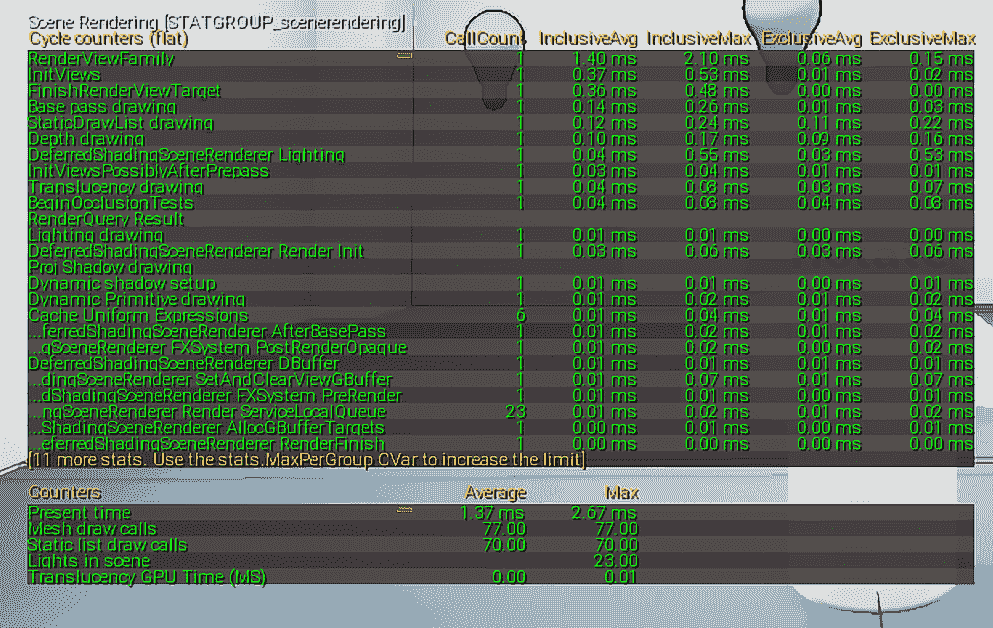 Scene Rendering [STATGROUP_scenerendering]
Cycle counters (flat) CallCount InclusiveAvg InclusiveMax ExclusiveAvg ExclusiveMax
RenderViewFamily 1 1.40 ms 2.10 ms 0.06 ms 0.15 ms
InitViews 1 0.37 ms 0.53 ms 0.01 ms 0.02 ms
FinishRenderViewTarget 1 0.36 ms 0.48 ms 0.00 ms 0.00 ms
Base pass drawing 1 0.14 ms 0.26 ms 0.01 ms 0.03 ms
StaticDrawList drawing 1 0.12 ms 0.24 ms 0.11 ms 0.22 ms
Depth drawing 1 0.10 ms 0.17 ms 0.09 ms 0.16 ms
DeferredShadingSceneRenderer Lighting 1 0.04 ms 0.55 ms 0.03 ms 0.53 ms
InitViewsPossiblyAfterPrepass 1 0.03 ms 0.04 ms 0.01 ms 0.01 ms
Translucency drawing 1 0.04 ms 0.08 ms 0.03 ms 0.07 ms
BeginOcclusionTests 1 0.04 ms 0.08 ms 0.04 ms 0.08 ms
RenderQuery Result
Lighting drawing 1 0.01 ms 0.01 ms 0.00 ms 0.00 ms
DeferredShadingSceneRenderer Render Init 1 0.03 ms 0.06 ms 0.03 ms 0.06 ms
Proj Shadow drawing
Dynamic shadow setup 1 0.01 ms 0.01 ms 0.00 ms 0.01 ms
Dynamic Primitive drawing 1 0.01 ms 0.02 ms 0.01 ms 0.02 ms
Cache Uniform Expressions 6 0.01 ms 0.04 ms 0.01 ms 0.04 ms
...ferredShadingSceneRenderer AfterBasePass 1 0.01 ms 0.02 ms 0.01 ms 0.02 ms
...gSceneRenderer FXSystem PostRenderOpaque 1 0.01 ms 0.02 ms 0.00 ms 0.02 ms
DeferredShadingSceneRenderer DBuffer 1 0.01 ms 0.01 ms 0.01 ms 0.01 ms
...dingSceneRenderer SetAndClearViewGBuffer 1 0.01 ms 0.07 ms 0.01 ms 0.07 ms
...dShadingSceneRenderer FXSystem PreRender 1 0.01 ms 0.01 ms 0.00 ms 0.01 ms
...ngSceneRenderer Render ServiceLocalQueue 23 0.01 ms 0.02 ms 0.01 ms 0.02 ms
...ShadingSceneRenderer AllocGBufferTargets 1 0.00 ms 0.01 ms 0.00 ms 0.01 ms
...eferredShadingSceneRenderer RenderFinish 1 0.00 ms 0.00 ms 0.00 ms 0.00 ms
[11 more stats. Use the stats.MaxPerGroup CVar to increase the limit]
Counters Average Max
Present time 1.37 ms 2.67 ms
Mesh draw calls 77.00 77.00
Static list draw calls 70.00 70.00
Lights in scene 23.00
Translucency GPU Time (MS) 0.00 0.01